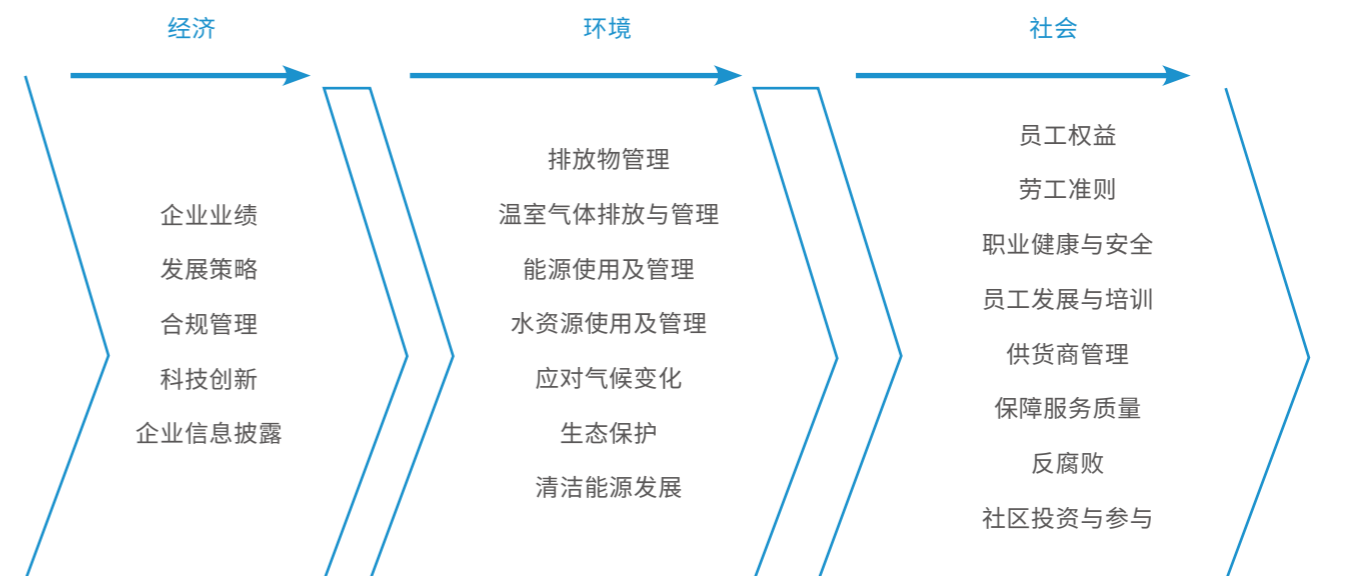 经济
企业业绩
发展策略
合规管理
科技创新
企业信息披露
环境
排放物管理
温室气体排放与管理
能源使用及管理
水资源使用及管理
应对气候变化
生态保护
清洁能源发展
社会
员工权益
劳工准则
职业健康与安全
员工发展与培训
供货商管理
保障服务质量
反腐败
社区投资与参与